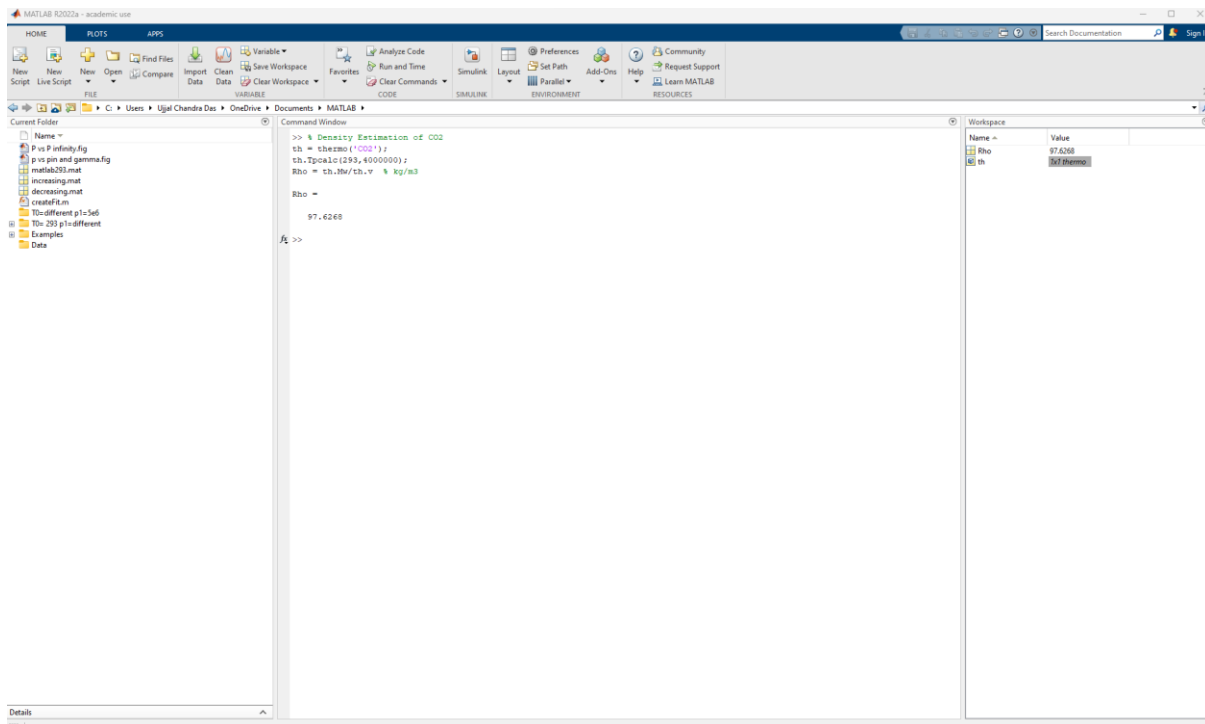 MATLAB R2022a - academic use
HOME PLOTS APPS
Search Documentation
Sign I
New Script
New Live Script
New
Open
Find Files
Compare
Import Data
Clean Data
Variable
Save Workspace
Clear Workspace
Favorites
Analyze Code
Run and Time
Clear Commands
Simulink
Layout
Preferences
Set Path
Parallel
Add-Ons
Help
Community
Request Support
Learn MATLAB
FILE VARIABLE CODE SIMULINK ENVIRONMENT RESOURCES
C: Users Ujjal Chandra Das OneDrive Documents MATLAB
Current Folder
Name
P vs P infinity.fig
p vs pin and gamma.fig
matlab293.mat
increasing.mat
decreasing.mat
createFit.m
T0=different p1=5e6
T0= 293 p1=different
Examples
Data
Details
Command Window
>> % Density Estimation of CO2
th = thermo('CO2');
th.Tpcalc(293,4000000);
Rho = th.Mw/th.v % kg/m3
Rho =
97.6268
fx >>
Workspace
Name Value
Rho 97.6268
th 1x1 thermo